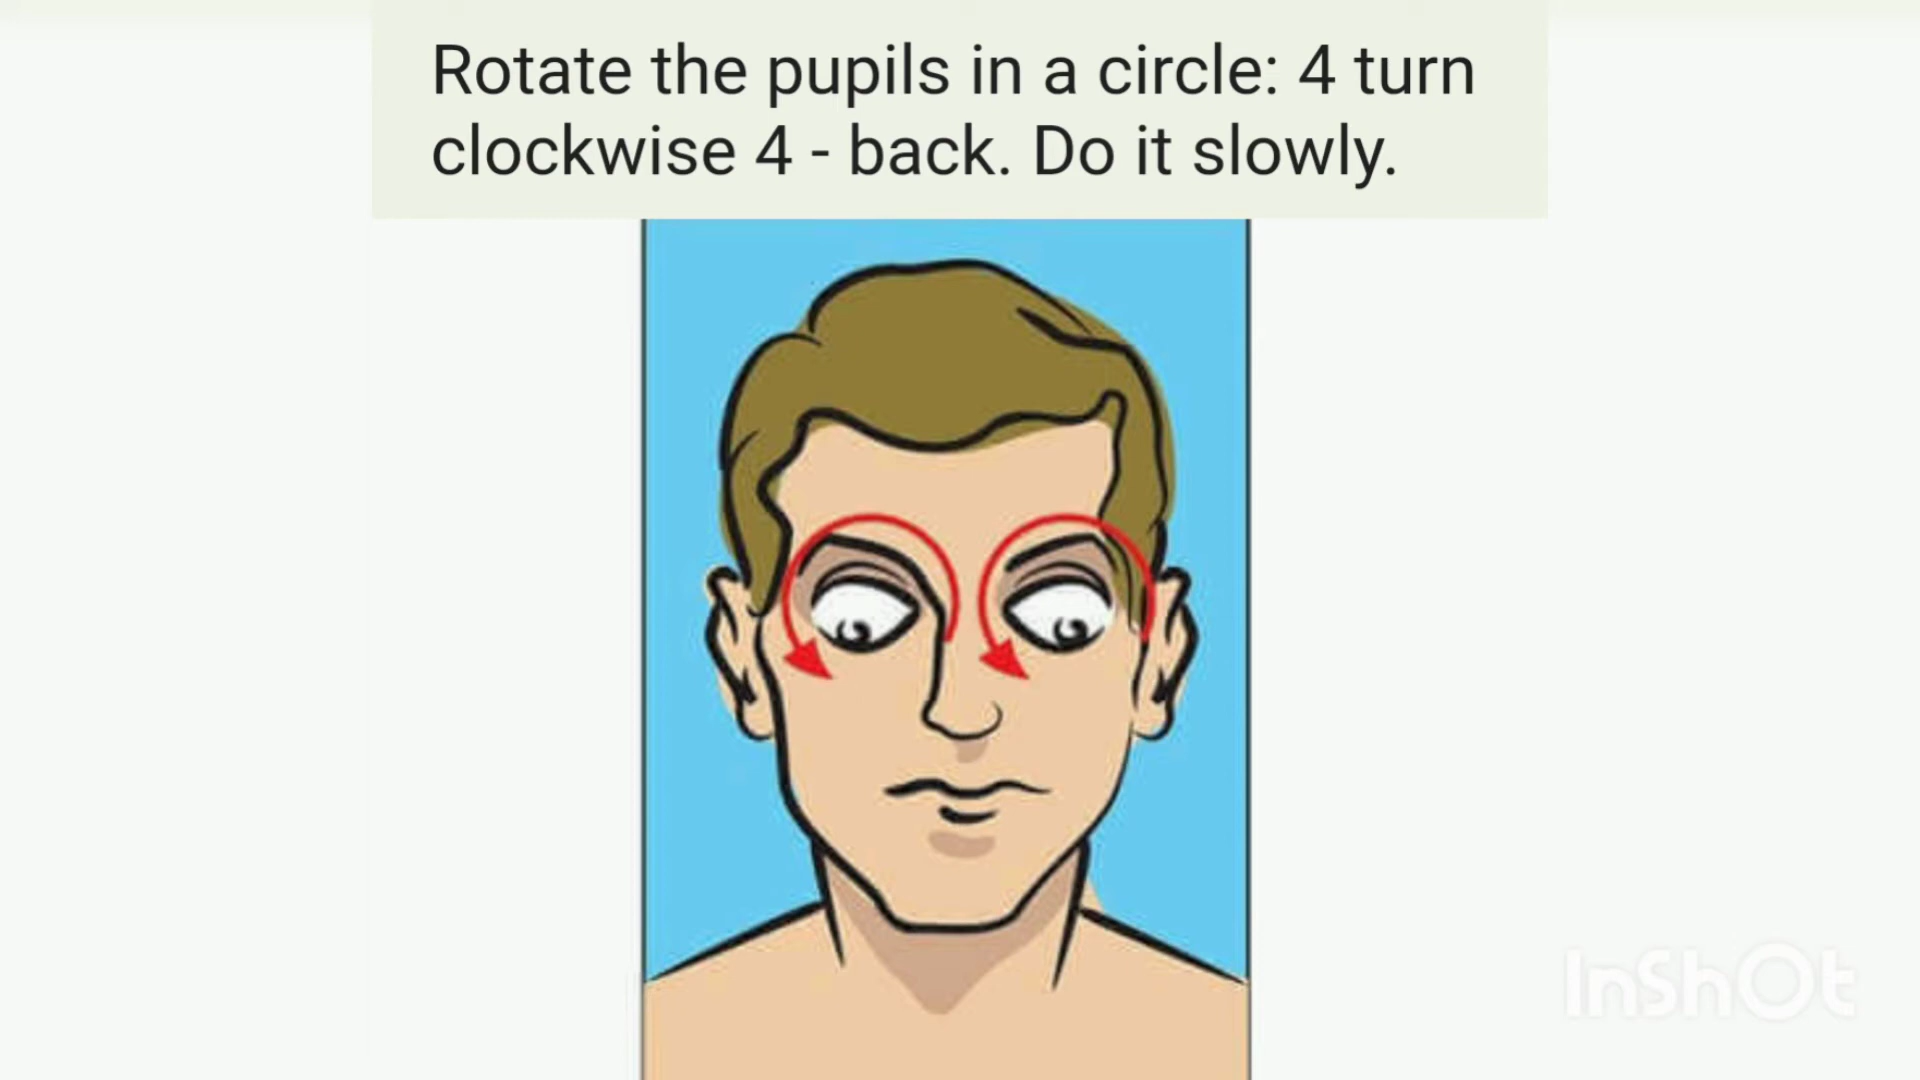 Rotate the pupils in a circle: 4 turn
clockwise 4 - back. Do it slowly.
InShOt